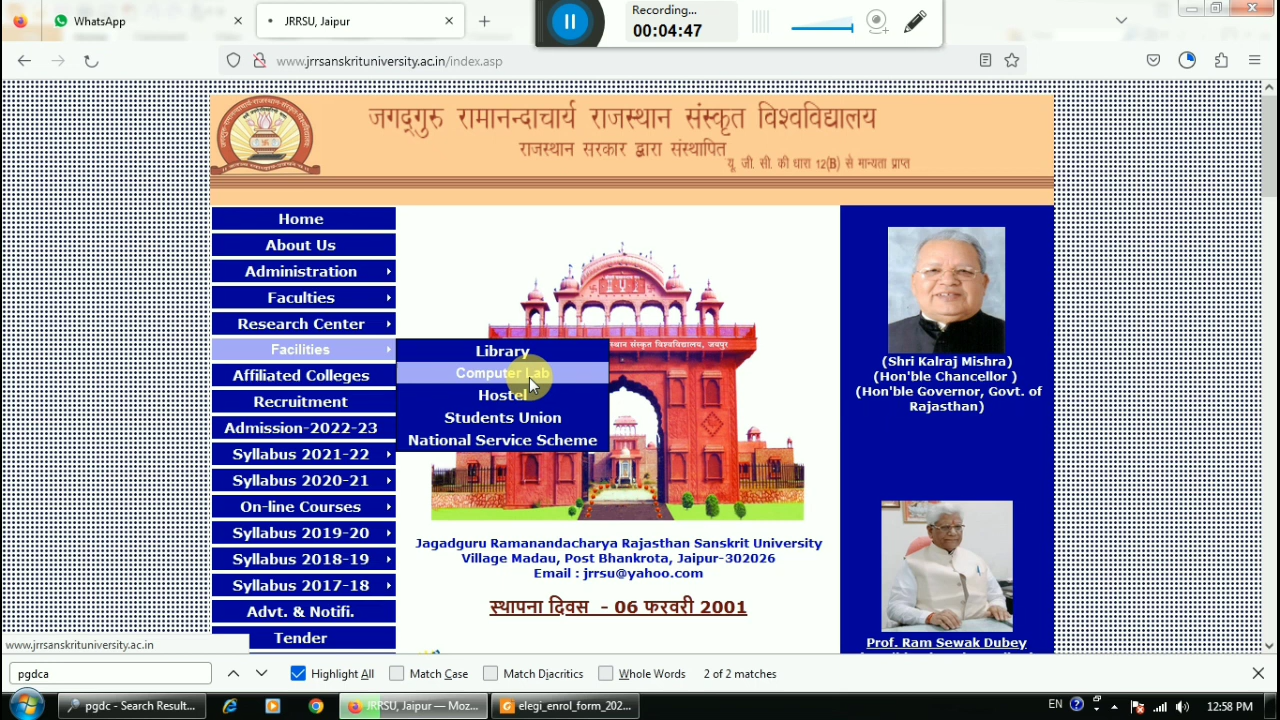 WhatsApp
JRRSU, Jaipur
Recording...
00:04:47
www.jrrsanskrituniversity.ac.in/index.asp
जगद्गुरु रामानन्दाचार्य राजस्थान संस्कृत विश्वविद्यालय
राजस्थान सरकार द्वारा संस्थापित
यू. जी. सी. की धारा 12(B) से मान्यता प्राप्त
Home
About Us
Administration
Faculties
Research Center
Facilities
Affiliated Colleges
Recruitment
Admission-2022-23
Syllabus 2021-22
Syllabus 2020-21
On-line Courses
Syllabus 2019-20
Syllabus 2018-19
Syllabus 2017-18
Advt. & Notifi.
Tender
Library
Computer Lab
Hostel
Students Union
National Service Scheme
संस्कृत विश्वविद्यालय, जयपुर
Jagadguru Ramanandacharya Rajasthan Sanskrit University
Village Madau, Post Bhankrota, Jaipur-302026
Email : jrrsu@yahoo.com
स्थापना दिवस - 06 फरवरी 2001
(Shri Kalraj Mishra)
(Hon'ble Chancellor )
(Hon'ble Governor, Govt. of
Rajasthan)
Prof. Ram Sewak Dubey
www.jrrsanskrituniversity.ac.in
pgdca
Highlight All
Match Case
Match Diacritics
Whole Words
2 of 2 matches
pgdc - Search Result...
JRRSU, Jaipur — Moz...
elegi_enrol_form_202...
EN
12:58 PM